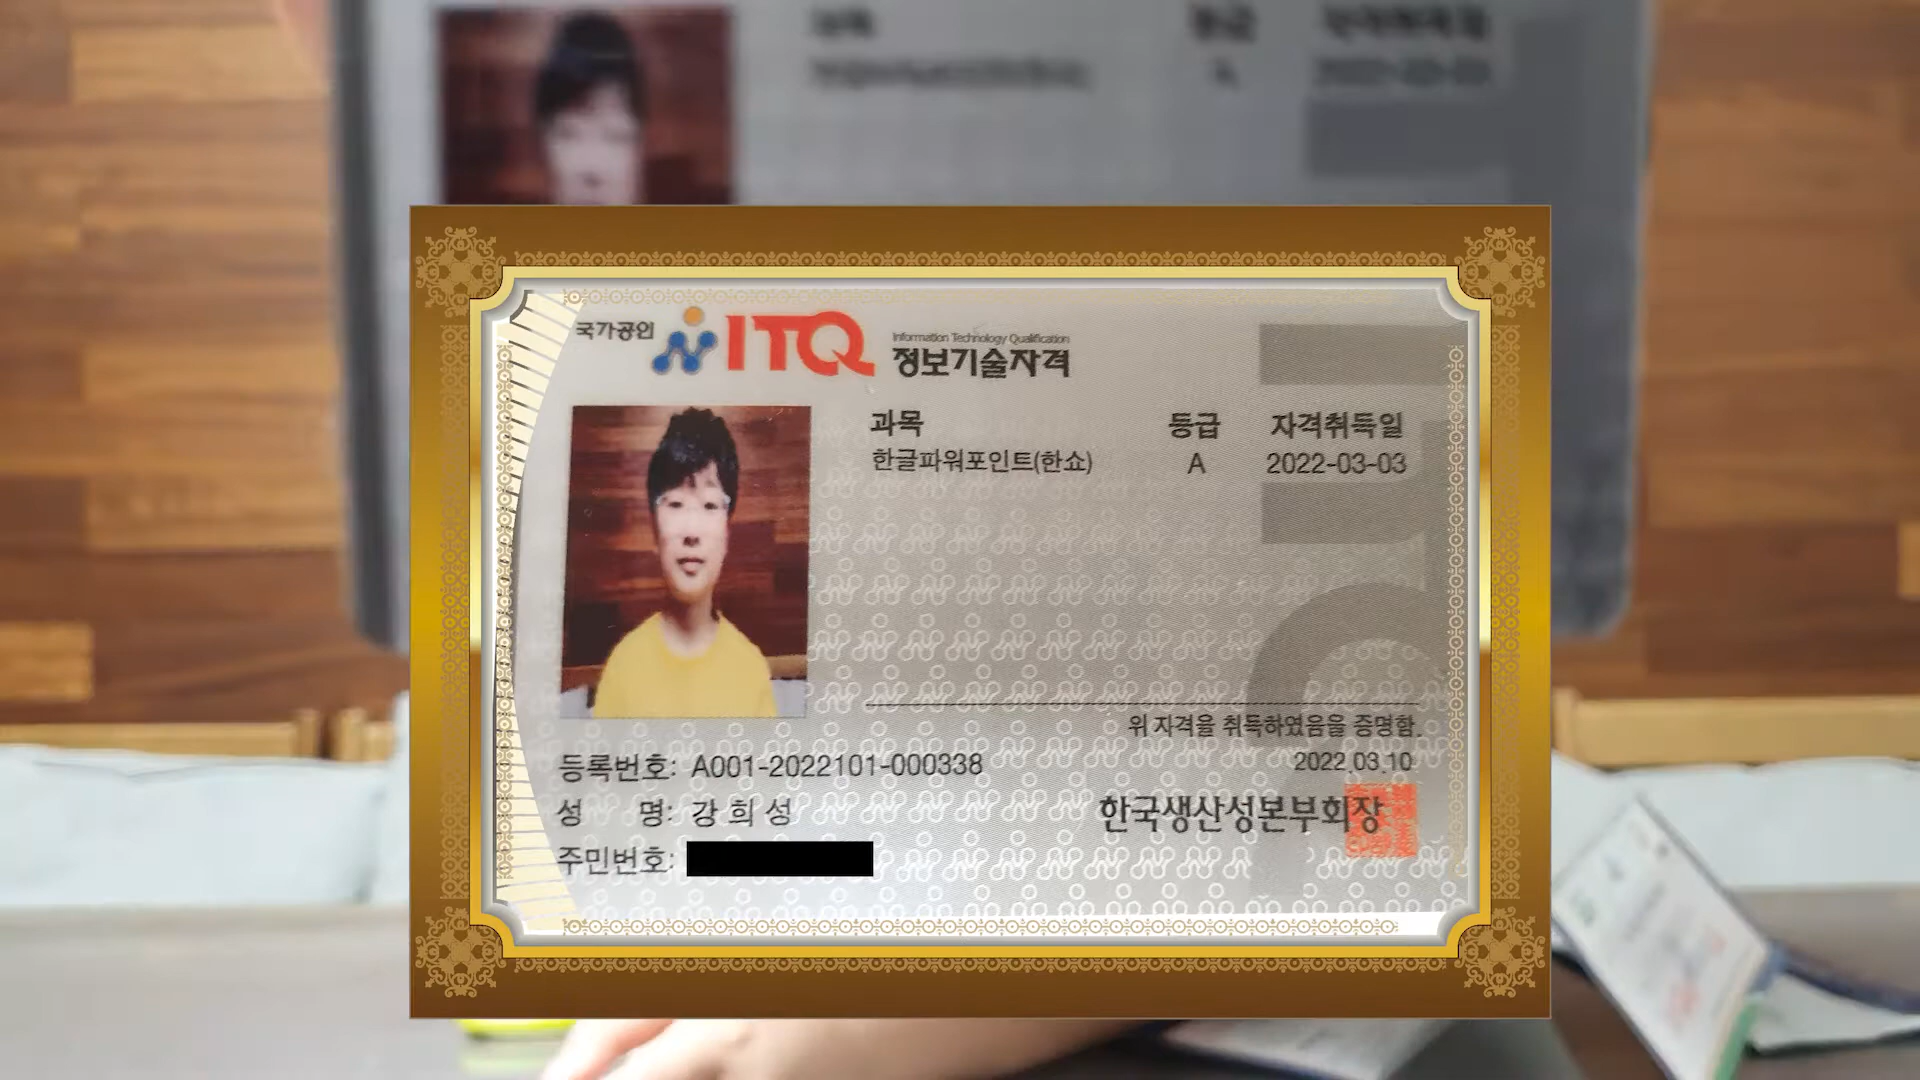 국가공인
ITQ
Information Technology Qualification
정보기술자격
과목 등급 자격취득일
한글파워포인트(한쇼) A 2022-03-03
위 자격을 취득하였음을 증명함.
등록번호: A001-2022101-000338
2022.03.10
성 명: 강 희 성
한국생산성본부회장
주민번호: